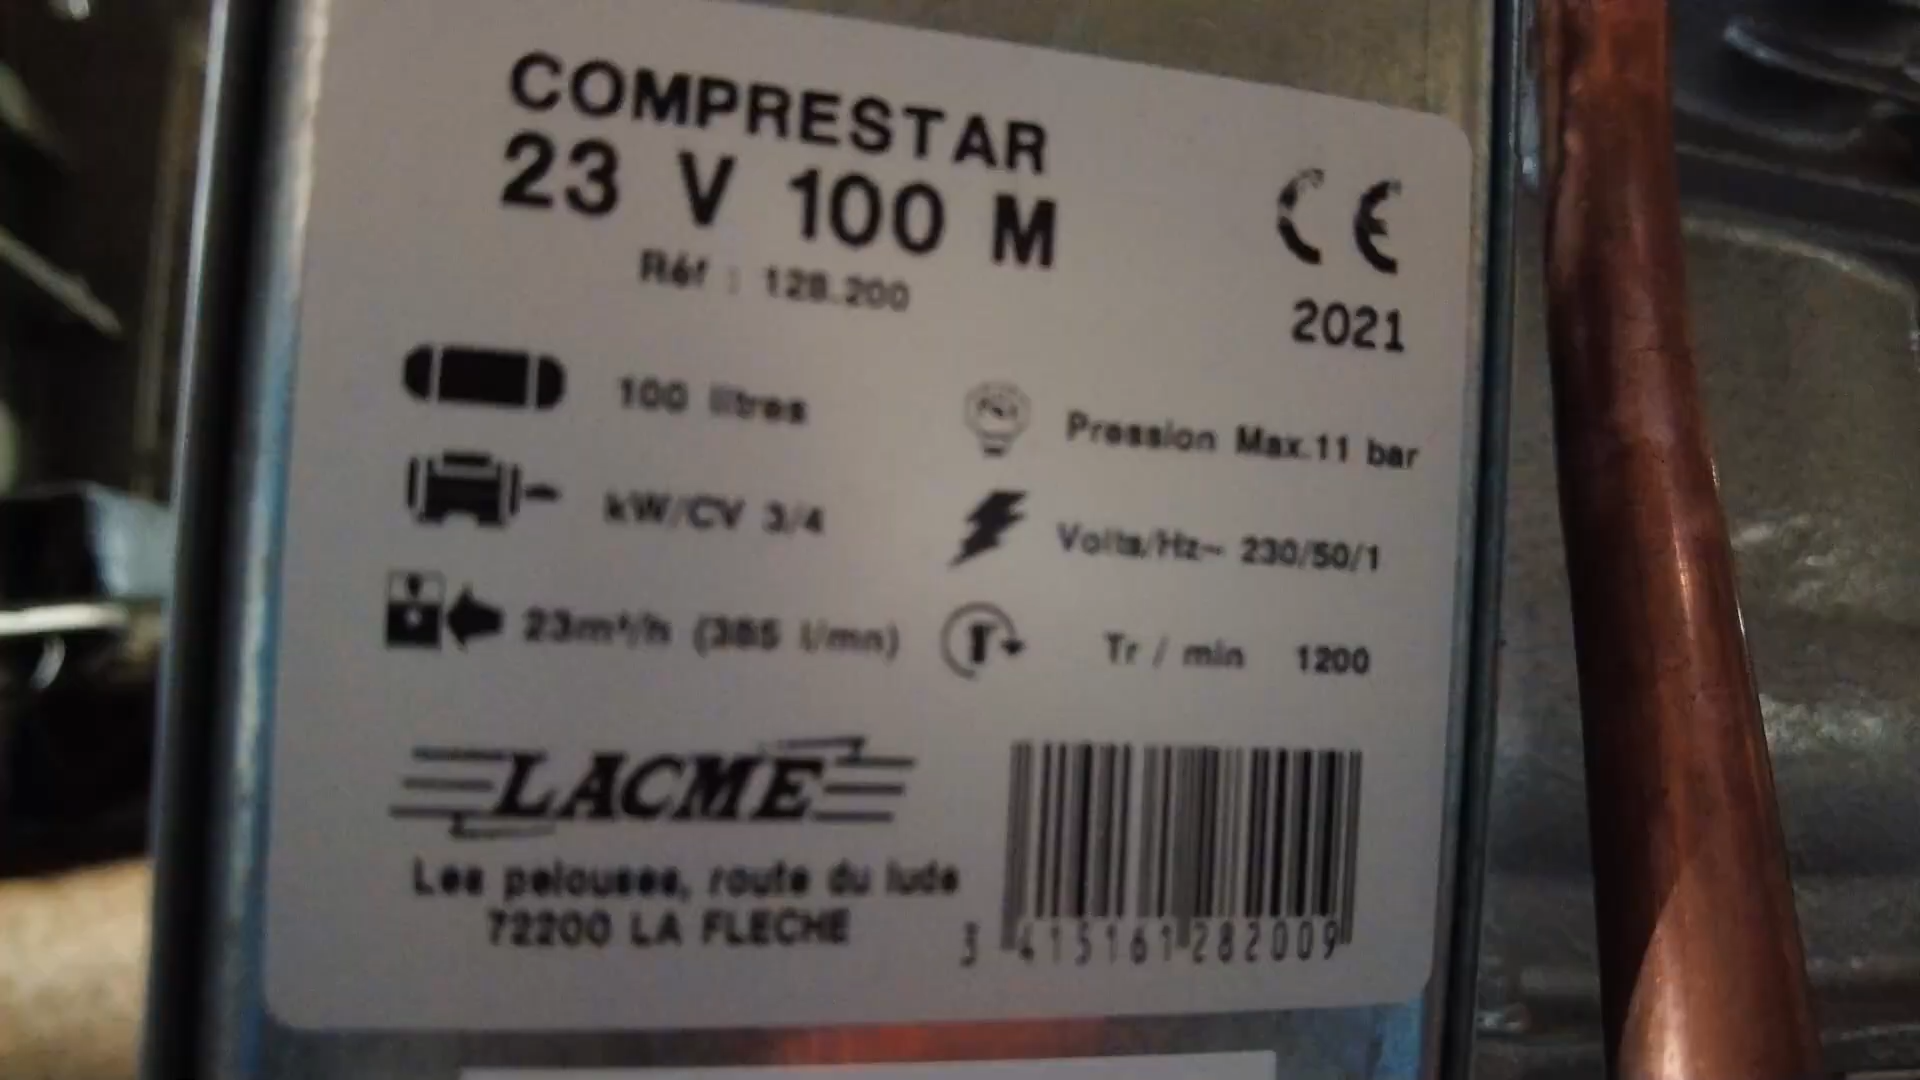 COMPRESTAR
23 V 100 M
Réf : 128.200
CE
2021
100 litres
Pression Max.11 bar
kW/CV 3/4
Volts/Hz~ 230/50/1
23m³/h (385 l/mn)
Tr / min 1200
LACME
Les pelouses, route du lude
72200 LA FLECHE
3 415161 282009